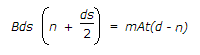 Bds (n + ds/2) = mAt(d - n)